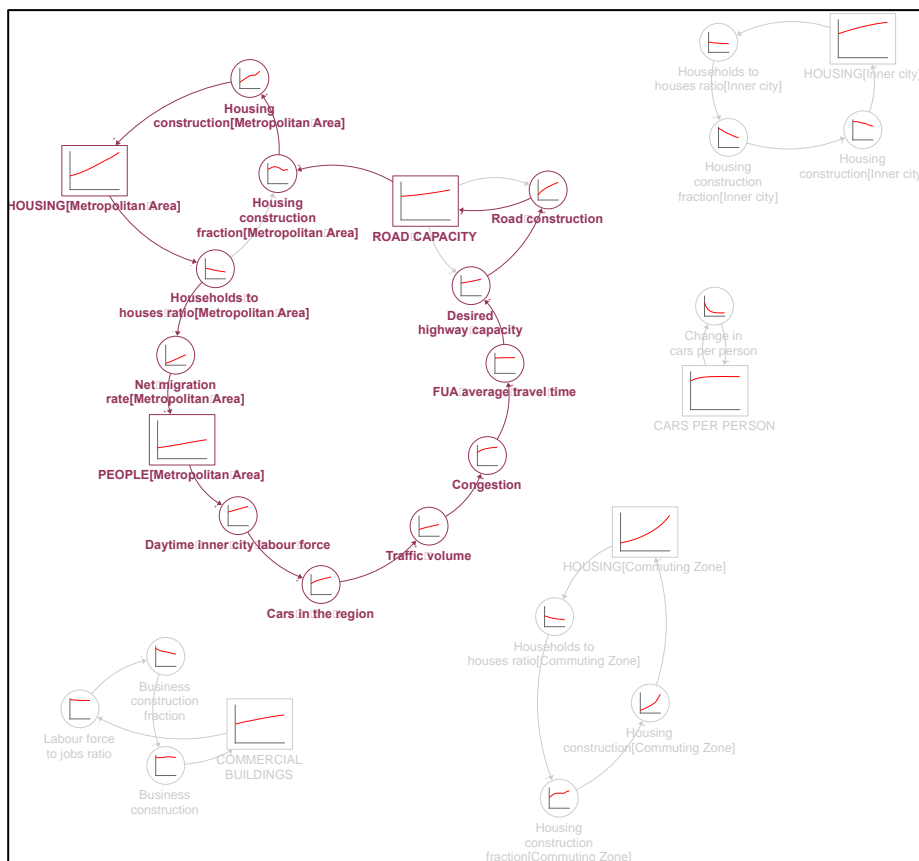 Housing
construction[Metropolitan Area]
HOUSING[Metropolitan Area]
Housing
construction
fraction[Metropolitan Area]
ROAD CAPACITY
Road construction
Households to
houses ratio[Metropolitan Area]
Desired
highway capacity
Net migration
rate[Metropolitan Area]
FUA average travel time
PEOPLE[Metropolitan Area]
Congestion
Daytime inner city labour force
Traffic volume
Cars in the region
Households to
houses ratio[Inner city]
HOUSING[Inner city]
Housing
construction
fraction[Inner city]
Housing
construction[Inner city
Change in
cars per person
CARS PER PERSON
HOUSING[Commuting Zone]
Households to
houses ratio[Commuting Zone]
Housing
construction[Commuting Zone]
Housing
construction
fraction[Commuting Zone]
Business
construction
fraction
Labour force
to jobs ratio
COMMERCIAL
BUILDINGS
Business
construction